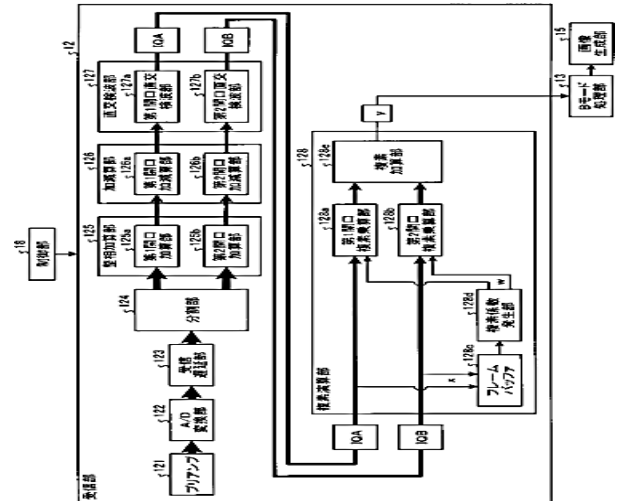 受信部
12
18
制御部
121
プリアンプ
122
A/D
変換部
123
受信
遅延部
124
分割部
125
整相加算部
125a
第1開口
加算部
125b
第2開口
加算部
126
加減算部
126a
第1開口
加減算部
126b
第2開口
加減算部
127
直交検波部
127a
第1開口直交
検波部
127b
第2開口直交
検波部
IQA
IQB
IQA
IQB
複素演算部
128
x
128c
フレーム
バッファ
128d
複素係数
発生部
w
128a
第1開口
複素乗算部
128b
第2開口
複素乗算部
128e
複素
加算部
y
13
Bモード
処理部
15
画像
生成部